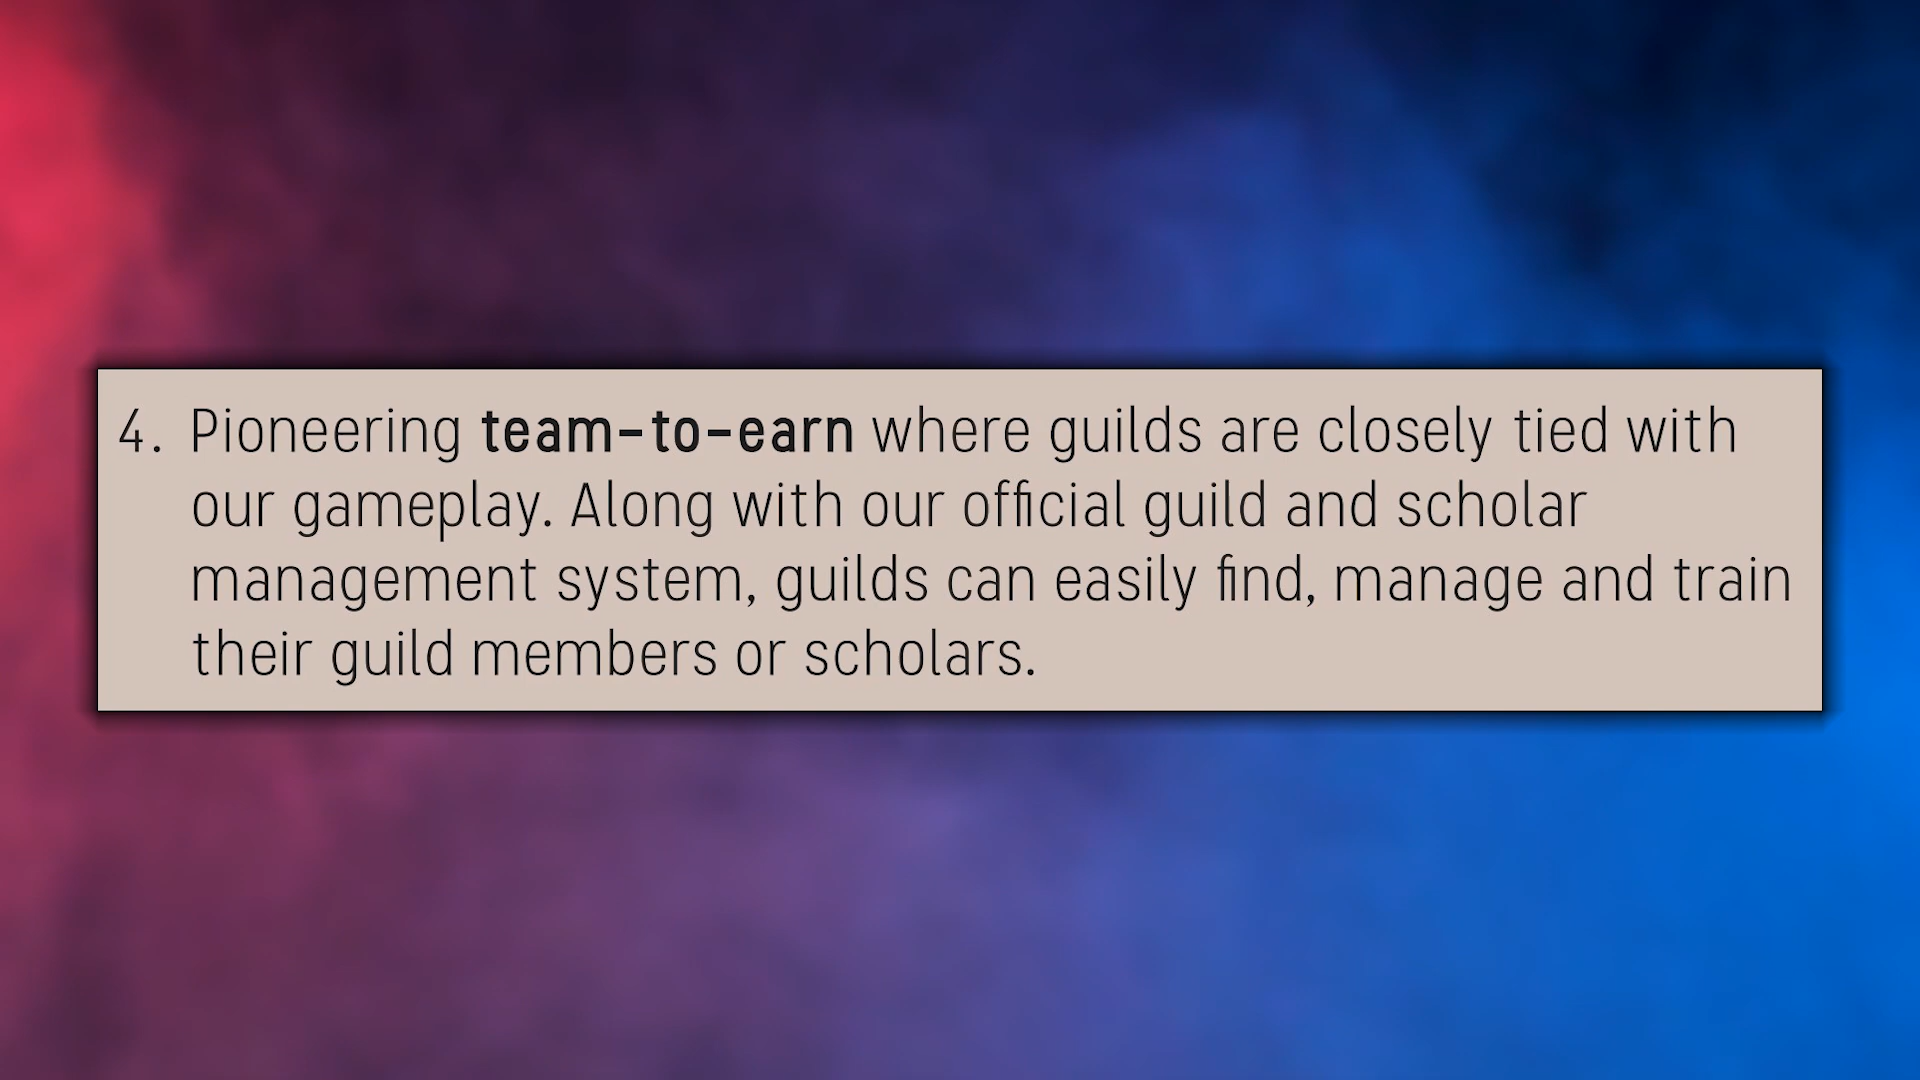 4. Pioneering team-to-earn where guilds are closely tied with
our gameplay. Along with our official guild and scholar
management system, guilds can easily find, manage and train
their guild members or scholars.